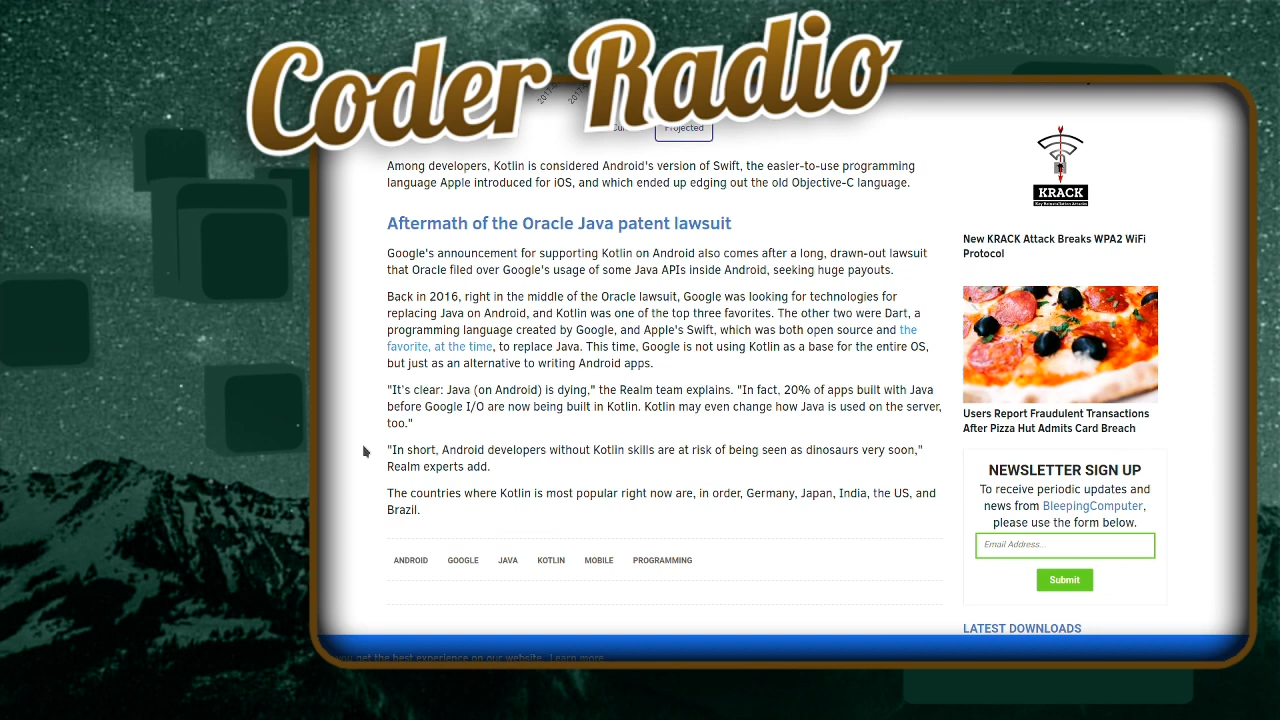 Coder Radio
Projected
Among developers, Kotlin is considered Android's version of Swift, the easier-to-use programming
language Apple introduced for iOS, and which ended up edging out the old Objective-C language.
Aftermath of the Oracle Java patent lawsuit
Google's announcement for supporting Kotlin on Android also comes after a long, drawn-out lawsuit
that Oracle filed over Google's usage of some Java APIs inside Android, seeking huge payouts.
Back in 2016, right in the middle of the Oracle lawsuit, Google was looking for technologies for
replacing Java on Android, and Kotlin was one of the top three favorites. The other two were Dart, a
programming language created by Google, and Apple's Swift, which was both open source and the
favorite, at the time, to replace Java. This time, Google is not using Kotlin as a base for the entire OS,
but just as an alternative to writing Android apps.
"It's clear: Java (on Android) is dying," the Realm team explains. "In fact, 20% of apps built with Java
before Google I/O are now being built in Kotlin. Kotlin may even change how Java is used on the server,
too."
"In short, Android developers without Kotlin skills are at risk of being seen as dinosaurs very soon,"
Realm experts add.
The countries where Kotlin is most popular right now are, in order, Germany, Japan, India, the US, and
Brazil.
ANDROID GOOGLE JAVA KOTLIN MOBILE PROGRAMMING
KRACK
Key Reinstallation Attacks
New KRACK Attack Breaks WPA2 WiFi
Protocol
Users Report Fraudulent Transactions
After Pizza Hut Admits Card Breach
NEWSLETTER SIGN UP
To receive periodic updates and
news from BleepingComputer,
please use the form below.
Email Address...
Submit
LATEST DOWNLOADS
you get the best experience on our website. Learn more